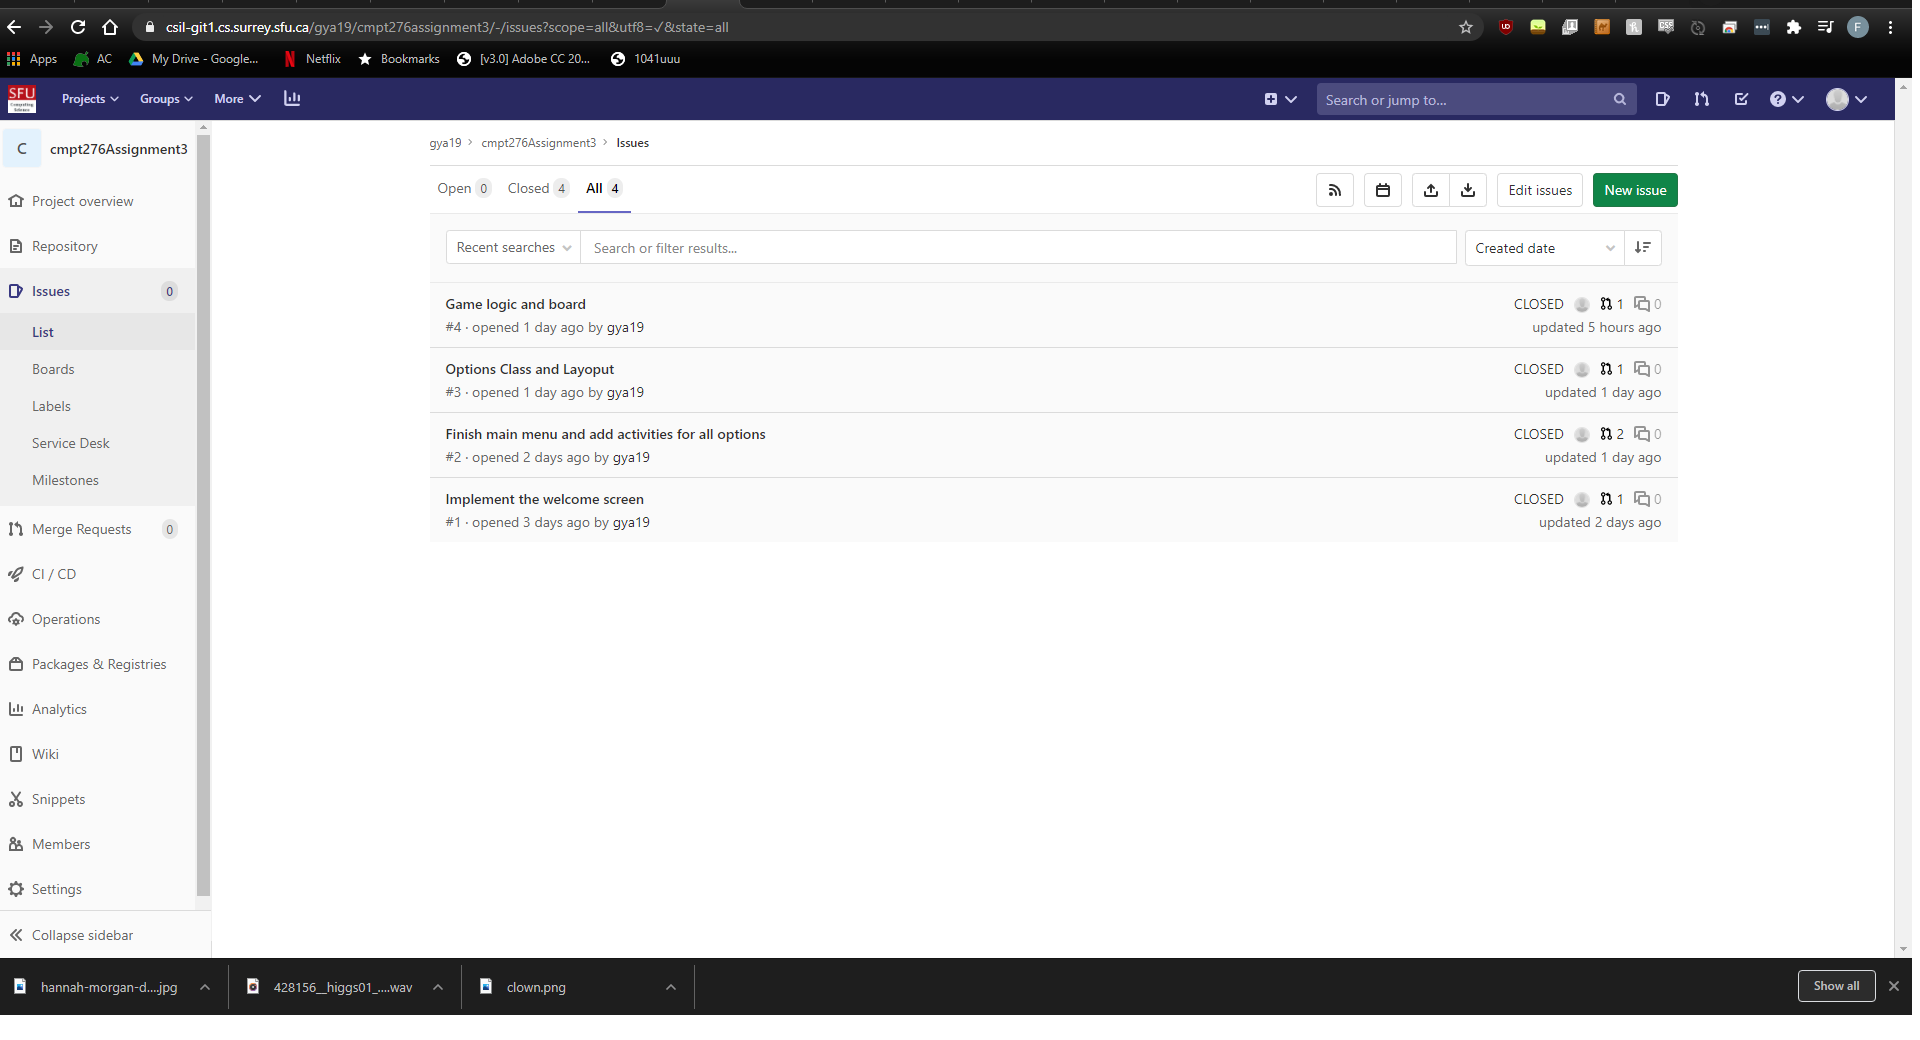 csil-git1.cs.surrey.sfu.ca/gya19/cmpt276assignment3/-/issues?scope=all&utf8=✓&state=all
Apps AC My Drive - Google... Netflix Bookmarks [v3.0] Adobe CC 20... 1041uuu
SFU Projects Groups More Search or jump to...
C cmpt276Assignment3
gya19 > cmpt276Assignment3 > Issues
Open 0 Closed 4 All 4 Edit issues New issue
Recent searches Search or filter results... Created date
Project overview
Repository
Issues 0
List
Boards
Labels
Service Desk
Milestones
Merge Requests 0
CI / CD
Operations
Packages & Registries
Analytics
Wiki
Snippets
Members
Settings
Collapse sidebar
Game logic and board CLOSED 1 0
#4 · opened 1 day ago by gya19 updated 5 hours ago
Options Class and Layoput CLOSED 1 0
#3 · opened 1 day ago by gya19 updated 1 day ago
Finish main menu and add activities for all options CLOSED 2 0
#2 · opened 2 days ago by gya19 updated 1 day ago
Implement the welcome screen CLOSED 1 0
#1 · opened 3 days ago by gya19 updated 2 days ago
hannah-morgan-d....jpg 428156__higgs01_....wav clown.png Show all